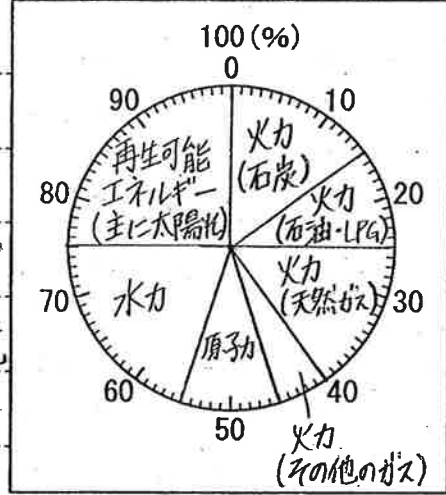 100(%)
0
90
10
再生可能
エネルギー
(主に太陽光)
火力
(石炭)
80
20
火力
(石油・LPG)
火力
(天然ガス)
30
70
水力
原子力
40
60
50
火力
(その他のガス)